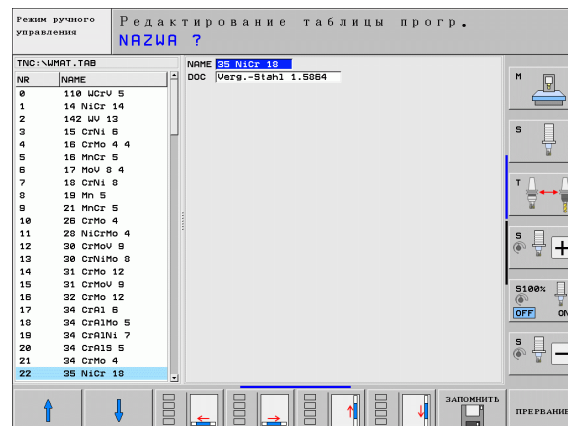 Режим ручного
управления
Редактирование таблицы прогр.
NAZWA ?
TNC:\WMAT.TAB
NR NAME
0 110 WCrV 5
1 14 NiCr 14
2 142 WV 13
3 15 CrNi 6
4 16 CrMo 4 4
5 16 MnCr 5
6 17 MoV 8 4
7 18 CrNi 8
8 19 Mn 5
9 21 MnCr 5
10 26 CrMo 4
11 28 NiCrMo 4
12 30 CrMoV 9
13 30 CrNiMo 8
14 31 CrMo 12
15 31 CrMoV 9
16 32 CrMo 12
17 34 CrAl 6
18 34 CrAlMo 5
19 34 CrAlNi 7
20 34 CrAlS 5
21 34 CrMo 4
22 35 NiCr 18
NAME 35 NiCr 18
DOC Verg.-Stahl 1.5864
M
S
T
S
+
S100%
OFF ON
S
–
ЗАПОМНИТЬ
ПРЕРВАНИЕ